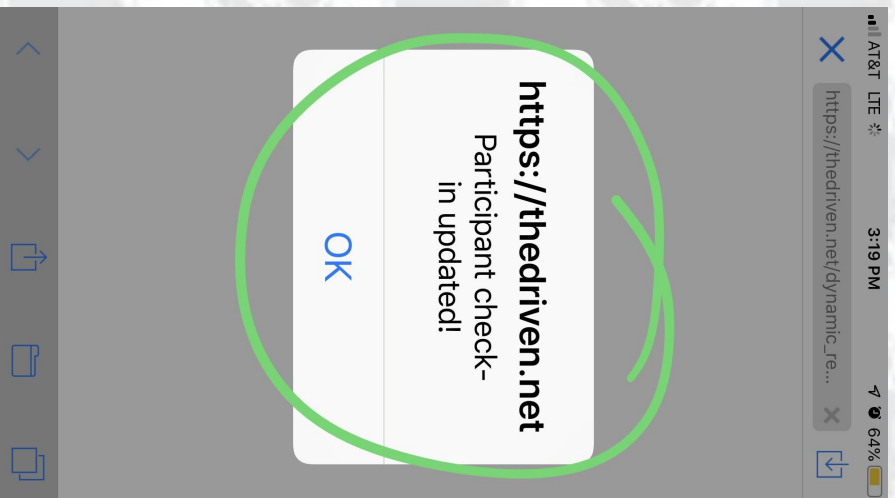 AT&T LTE 3:19 PM 64%
https://thedriven.net/dynamic_re...
https://thedriven.net
Participant check-
in updated!
OK